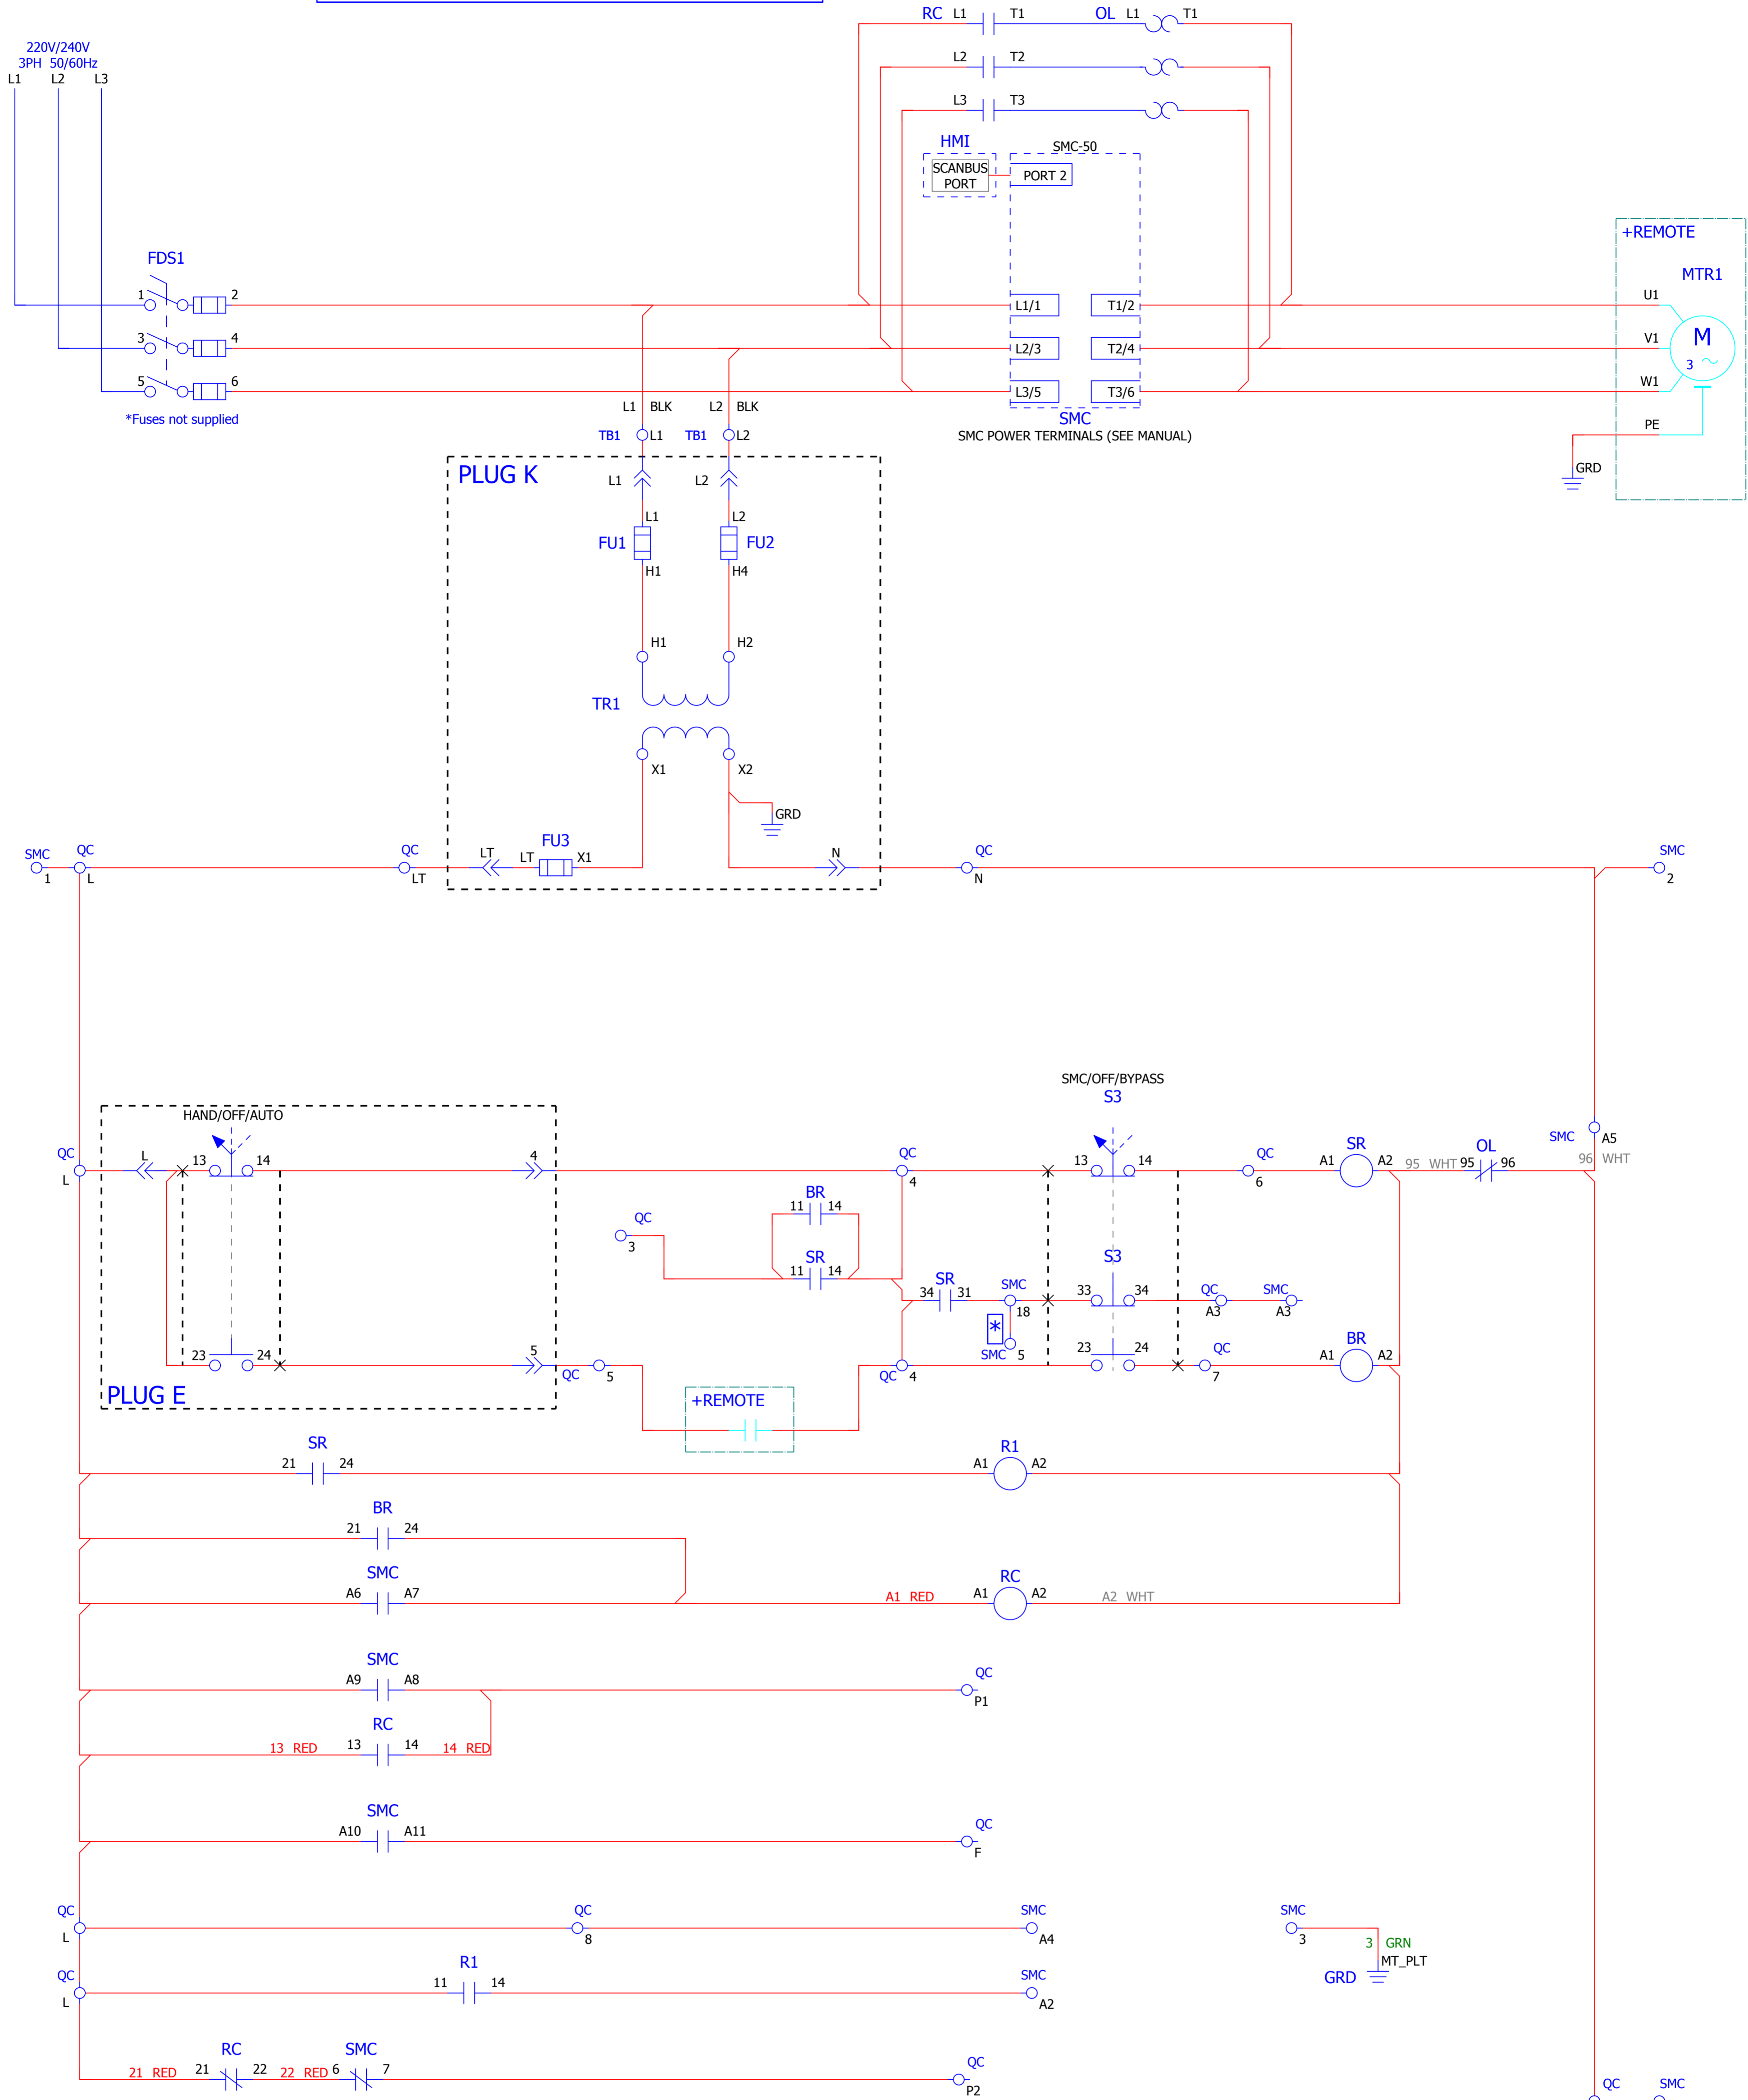 RC L1 T1 OL L1 T1
220V/240V
3PH 50/60Hz
L1 L2 L3
L2 T2
L3 T3
HMI
SMC-50
SCANBUS
PORT
PORT 2
+REMOTE
MTR1
FDS1
1 2
L1/1 T1/2
U1
3 4
L2/3 T2/4
V1
M
3
5 6
L3/5 T3/6
W1
*Fuses not supplied
L1 BLK L2 BLK
SMC
SMC POWER TERMINALS (SEE MANUAL)
PE
GRD
TB1 L1 TB1 L2
PLUG K
L1 L2
L1 L2
FU1 FU2
H1 H4
H1 H2
TR1
X1 X2
GRD
SMC QC QC FU3 QC SMC
LT LT X1 N
1 L LT N 2
SMC/OFF/BYPASS
S3
HAND/OFF/AUTO
SMC A5
QC L 13 14 4 QC 13 14 QC SR OL
A1 A2 95 WHT 95 96 96 WHT
L 4 6
BR
11 14
QC
3
SR
11 14
S3
SR SMC
34 31 33 34 QC SMC
18 A3 A3
*
SMC 5
23 24 5 23 24 QC BR
A1 A2
QC 5 QC 4 7
PLUG E
+REMOTE
SR R1
21 24 A1 A2
BR
21 24
SMC RC
A6 A7 A1 RED A1 A2 A2 WHT
SMC QC
A9 A8 P1
RC
13 RED 13 14 14 RED
SMC QC
A10 A11 F
QC QC SMC SMC
L 8 A4 3
3 GRN
MT_PLT
GRD
QC R1 SMC
11 14
L A2
RC SMC QC
21 RED 21 22 22 RED 6 7 P2
QC SMC